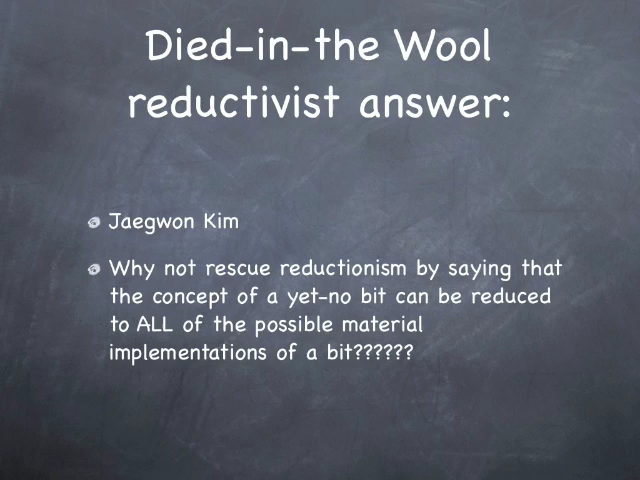 Died-in-the Wool
reductivist answer:
Jaegwon Kim
Why not rescue reductionism by saying that
the concept of a yet-no bit can be reduced
to ALL of the possible material
implementations of a bit??????